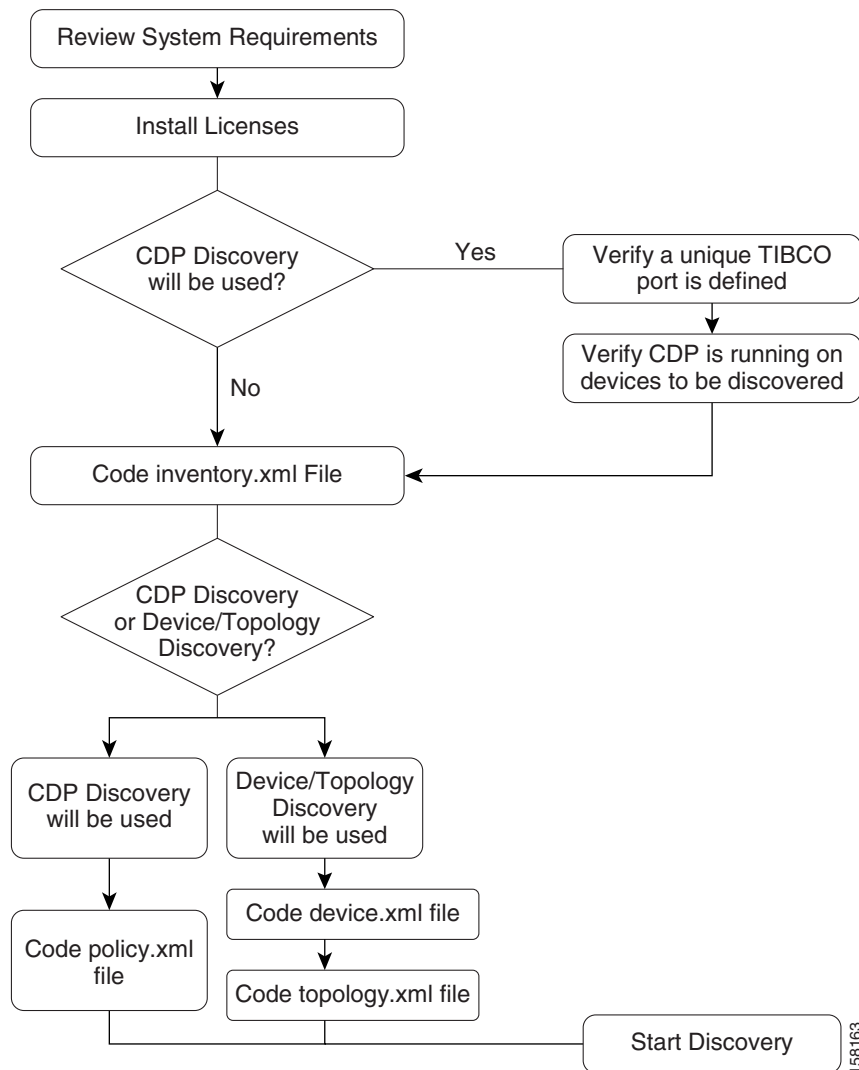 Review System Requirements
Install Licenses
CDP Discovery
will be used?
Yes
Verify a unique TIBCO
port is defined
Verify CDP is running on
devices to be discovered
No
Code inventory.xml File
CDP Discovery
or Device/Topology
Discovery?
CDP Discovery
will be used
Device/Topology
Discovery
will be used
Code policy.xml
file
Code device.xml file
Code topology.xml file
Start Discovery
158163